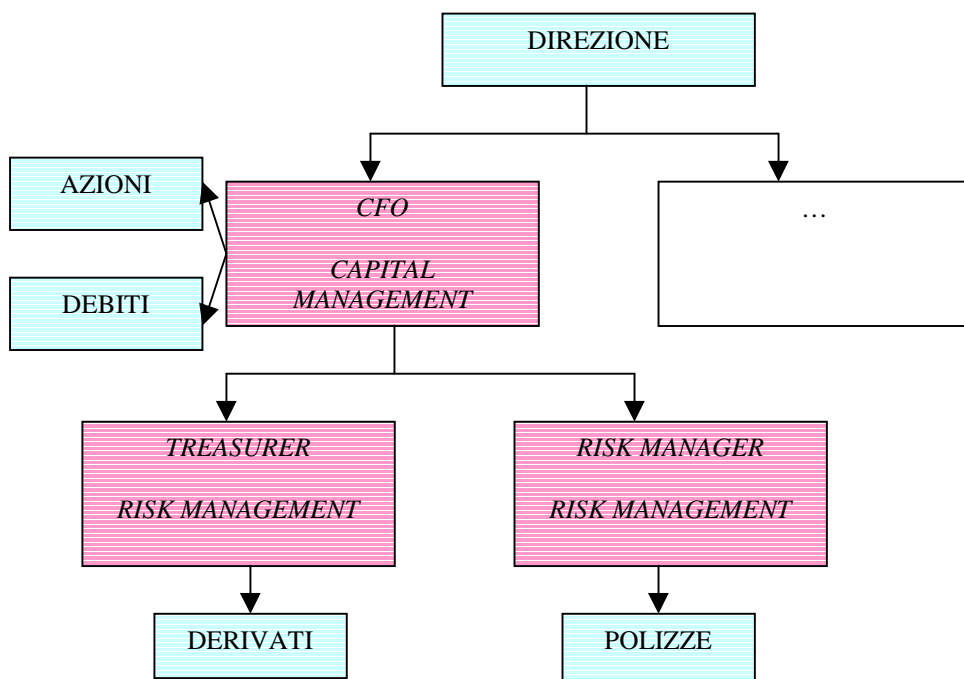 DIREZIONE
AZIONI
CFO
CAPITAL
MANAGEMENT
…
DEBITI
TREASURER
RISK MANAGEMENT
RISK MANAGER
RISK MANAGEMENT
DERIVATI
POLIZZE